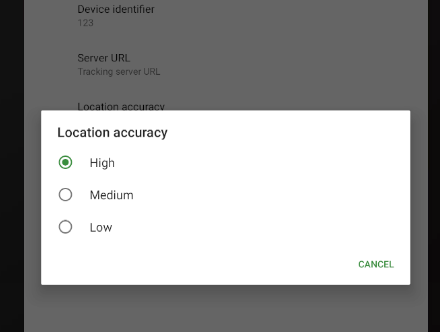 Device identifier
123
Server URL
Tracking server URL
Location accuracy
Location accuracy
High
Medium
Low
CANCEL